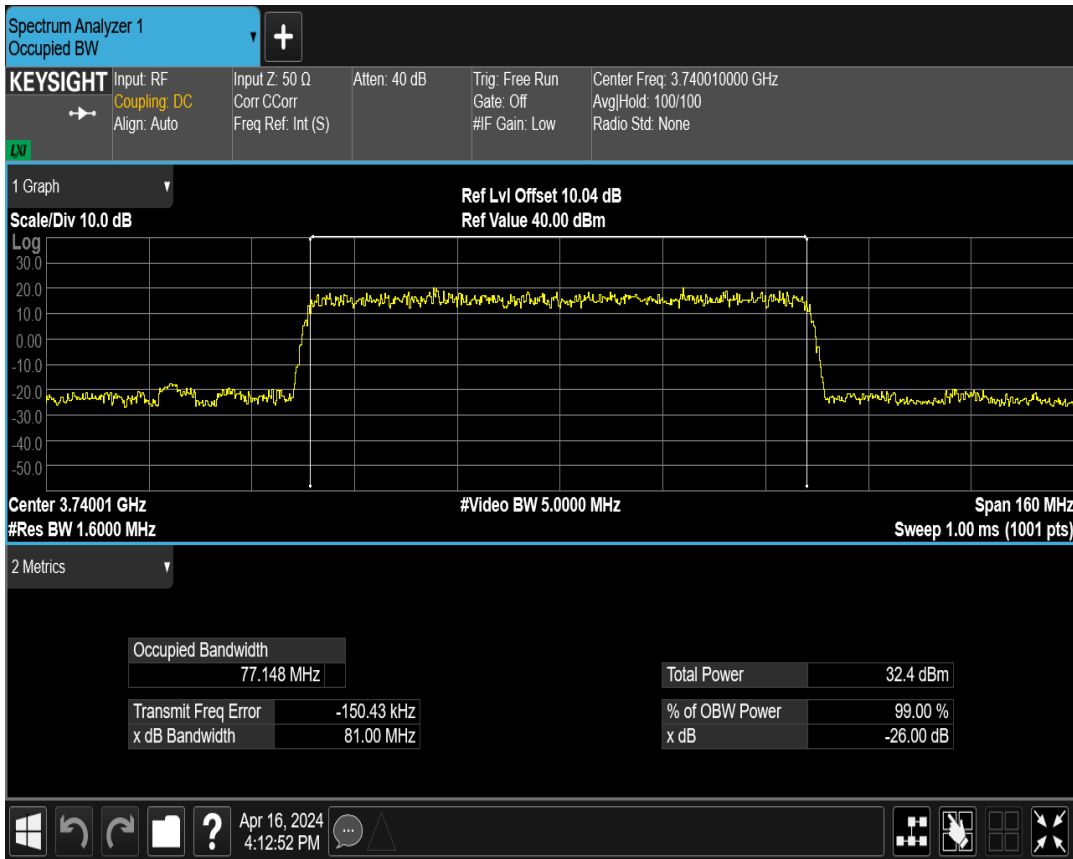 Spectrum Analyzer 1
Occupied BW
+
KEYSIGHT
LXI
Input: RF
Coupling: DC
Align: Auto
Input Z: 50 Ω
Corr CCorr
Freq Ref: Int (S)
Atten: 40 dB
Trig: Free Run
Gate: Off
#IF Gain: Low
Center Freq: 3.740010000 GHz
Avg|Hold: 100/100
Radio Std: None
1 Graph
Scale/Div 10.0 dB
Ref Lvl Offset 10.04 dB
Ref Value 40.00 dBm
Log
30.0
20.0
10.0
0.00
-10.0
-20.0
-30.0
-40.0
-50.0
Center 3.74001 GHz
#Res BW 1.6000 MHz
#Video BW 5.0000 MHz
Span 160 MHz
Sweep 1.00 ms (1001 pts)
2 Metrics
Occupied Bandwidth
77.148 MHz
Transmit Freq Error -150.43 kHz
x dB Bandwidth 81.00 MHz
Total Power 32.4 dBm
% of OBW Power 99.00 %
x dB -26.00 dB
?
Apr 16, 2024
4:12:52 PM